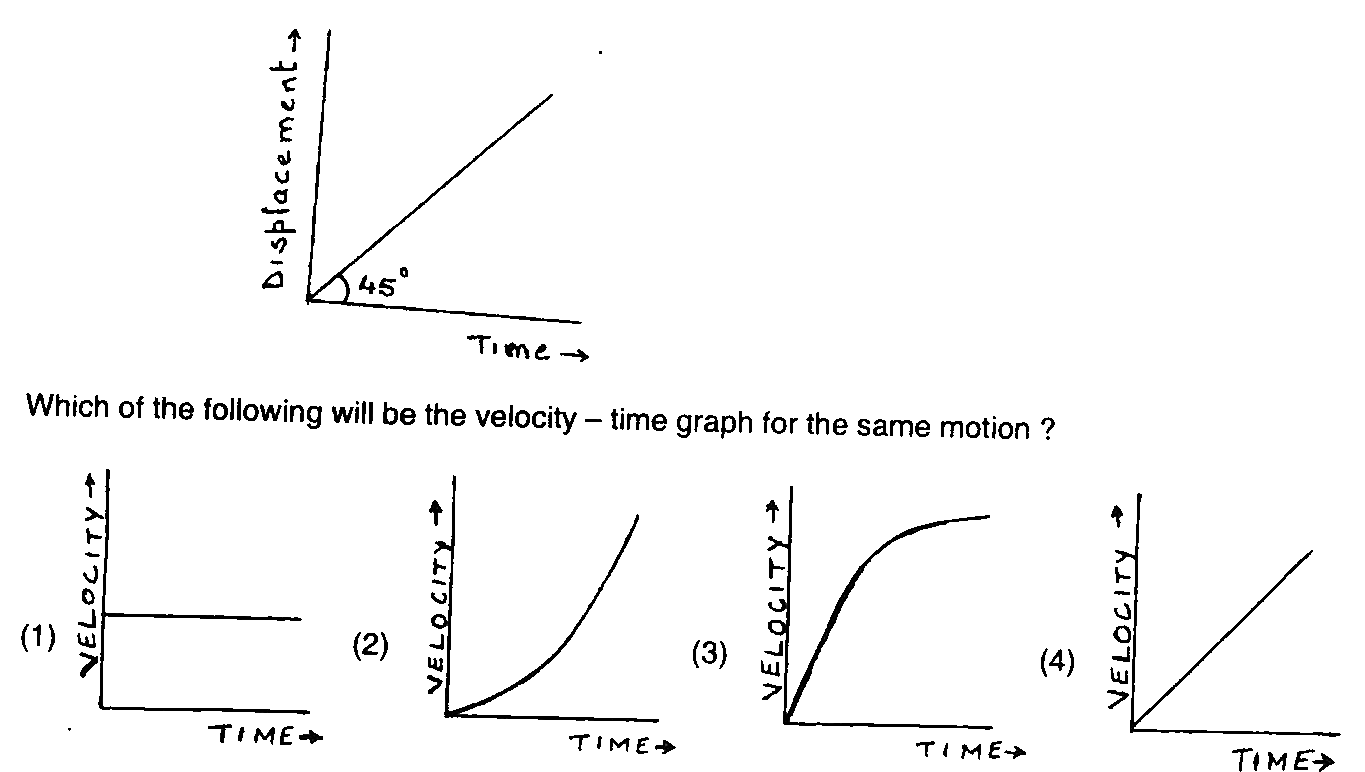 Displacement →
45°
Time →
Which of the following will be the velocity – time graph for the same motion ?
(1) VELOCITY → TIME→
(2) VELOCITY → TIME→
(3) VELOCITY → TIME→
(4) VELOCITY → TIME→